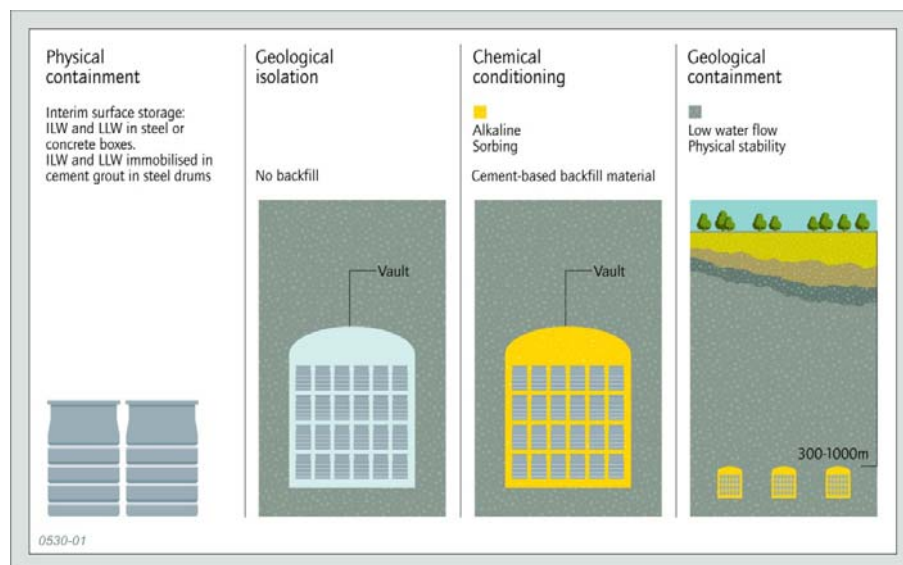 Physical
containment
Interim surface storage:
ILW and LLW in steel or
concrete boxes.
ILW and LLW immobilised in
cement grout in steel drums
Geological
isolation
No backfill
Vault
Chemical
conditioning
Alkaline
Sorbing
Cement-based backfill material
Vault
Geological
containment
Low water flow
Physical stability
300-1000m
0530-01